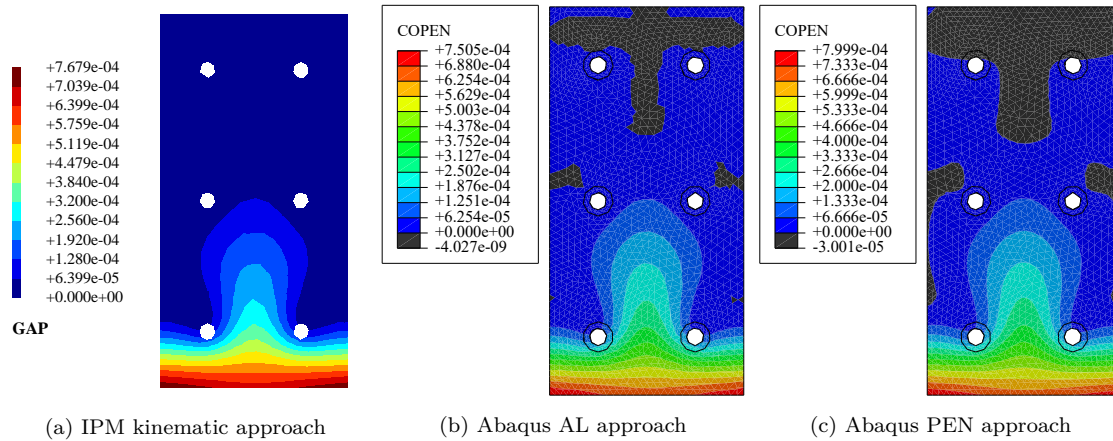 +7.679e-04
+7.039e-04
+6.399e-04
+5.759e-04
+5.119e-04
+4.479e-04
+3.840e-04
+3.200e-04
+2.560e-04
+1.920e-04
+1.280e-04
+6.399e-05
+0.000e+00
GAP
(a) IPM kinematic approach
COPEN
+7.505e-04
+6.880e-04
+6.254e-04
+5.629e-04
+5.003e-04
+4.378e-04
+3.752e-04
+3.127e-04
+2.502e-04
+1.876e-04
+1.251e-04
+6.254e-05
+0.000e+00
-4.027e-09
(b) Abaqus AL approach
COPEN
+7.999e-04
+7.333e-04
+6.666e-04
+5.999e-04
+5.333e-04
+4.666e-04
+4.000e-04
+3.333e-04
+2.666e-04
+2.000e-04
+1.333e-04
+6.666e-05
+0.000e+00
-3.001e-05
(c) Abaqus PEN approach